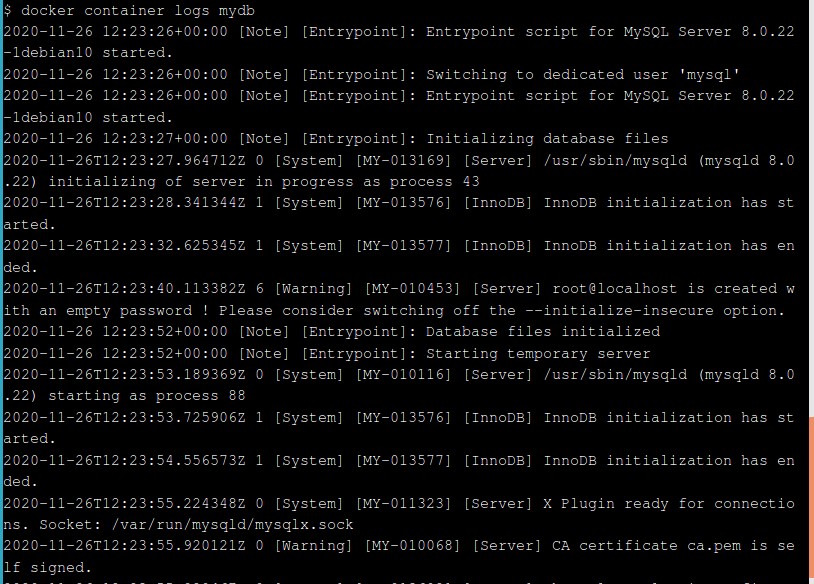 $ docker container logs mydb
2020-11-26 12:23:26+00:00 [Note] [Entrypoint]: Entrypoint script for MySQL Server 8.0.22
-1debian10 started.
2020-11-26 12:23:26+00:00 [Note] [Entrypoint]: Switching to dedicated user 'mysql'
2020-11-26 12:23:26+00:00 [Note] [Entrypoint]: Entrypoint script for MySQL Server 8.0.22
-1debian10 started.
2020-11-26 12:23:27+00:00 [Note] [Entrypoint]: Initializing database files
2020-11-26T12:23:27.964712Z 0 [System] [MY-013169] [Server] /usr/sbin/mysqld (mysqld 8.0
.22) initializing of server in progress as process 43
2020-11-26T12:23:28.341344Z 1 [System] [MY-013576] [InnoDB] InnoDB initialization has st
arted.
2020-11-26T12:23:32.625345Z 1 [System] [MY-013577] [InnoDB] InnoDB initialization has en
ded.
2020-11-26T12:23:40.113382Z 6 [Warning] [MY-010453] [Server] root@localhost is created w
ith an empty password ! Please consider switching off the --initialize-insecure option.
2020-11-26 12:23:52+00:00 [Note] [Entrypoint]: Database files initialized
2020-11-26 12:23:52+00:00 [Note] [Entrypoint]: Starting temporary server
2020-11-26T12:23:53.189369Z 0 [System] [MY-010116] [Server] /usr/sbin/mysqld (mysqld 8.0
.22) starting as process 88
2020-11-26T12:23:53.725906Z 1 [System] [MY-013576] [InnoDB] InnoDB initialization has st
arted.
2020-11-26T12:23:54.556573Z 1 [System] [MY-013577] [InnoDB] InnoDB initialization has en
ded.
2020-11-26T12:23:55.224348Z 0 [System] [MY-011323] [Server] X Plugin ready for connectio
ns. Socket: /var/run/mysqld/mysqlx.sock
2020-11-26T12:23:55.920121Z 0 [Warning] [MY-010068] [Server] CA certificate ca.pem is se
lf signed.